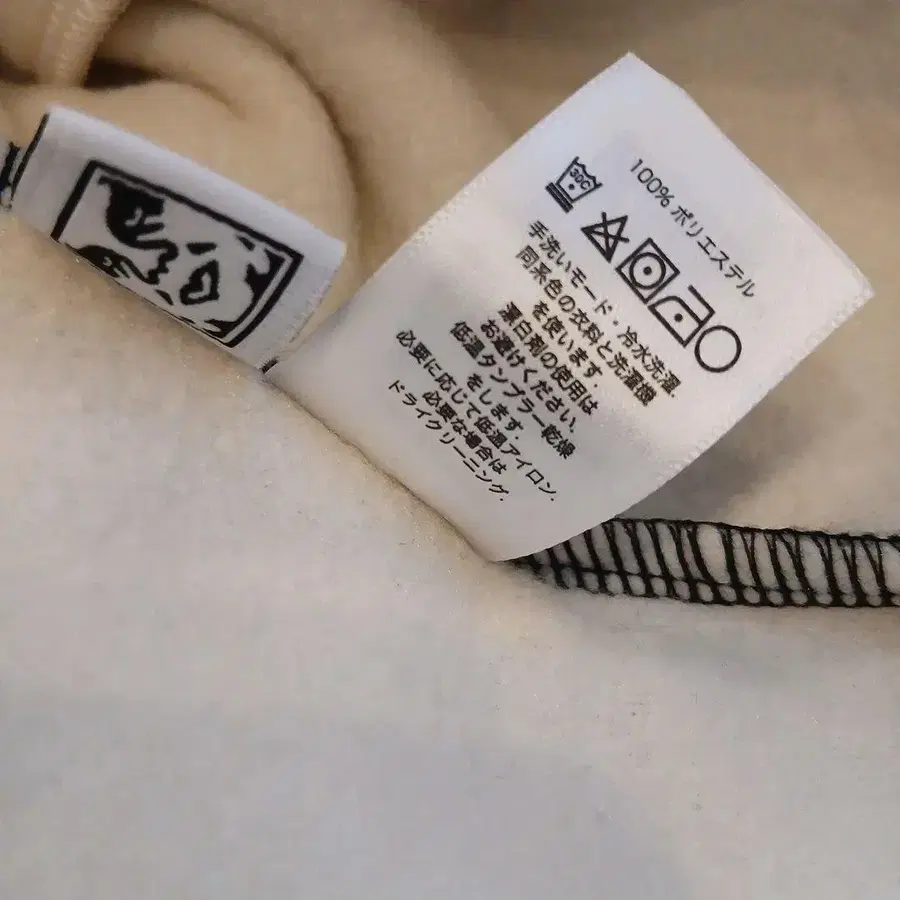 100% ポリエステル
30C
手洗いモード・冷水洗濯.
同系色の衣料と洗濯機
を使います.
漂白剤の使用は
お避けください.
低温タンブラー乾燥
をします.
必要に応じて低温アイロン.
必要な場合は
ドライクリーニング.